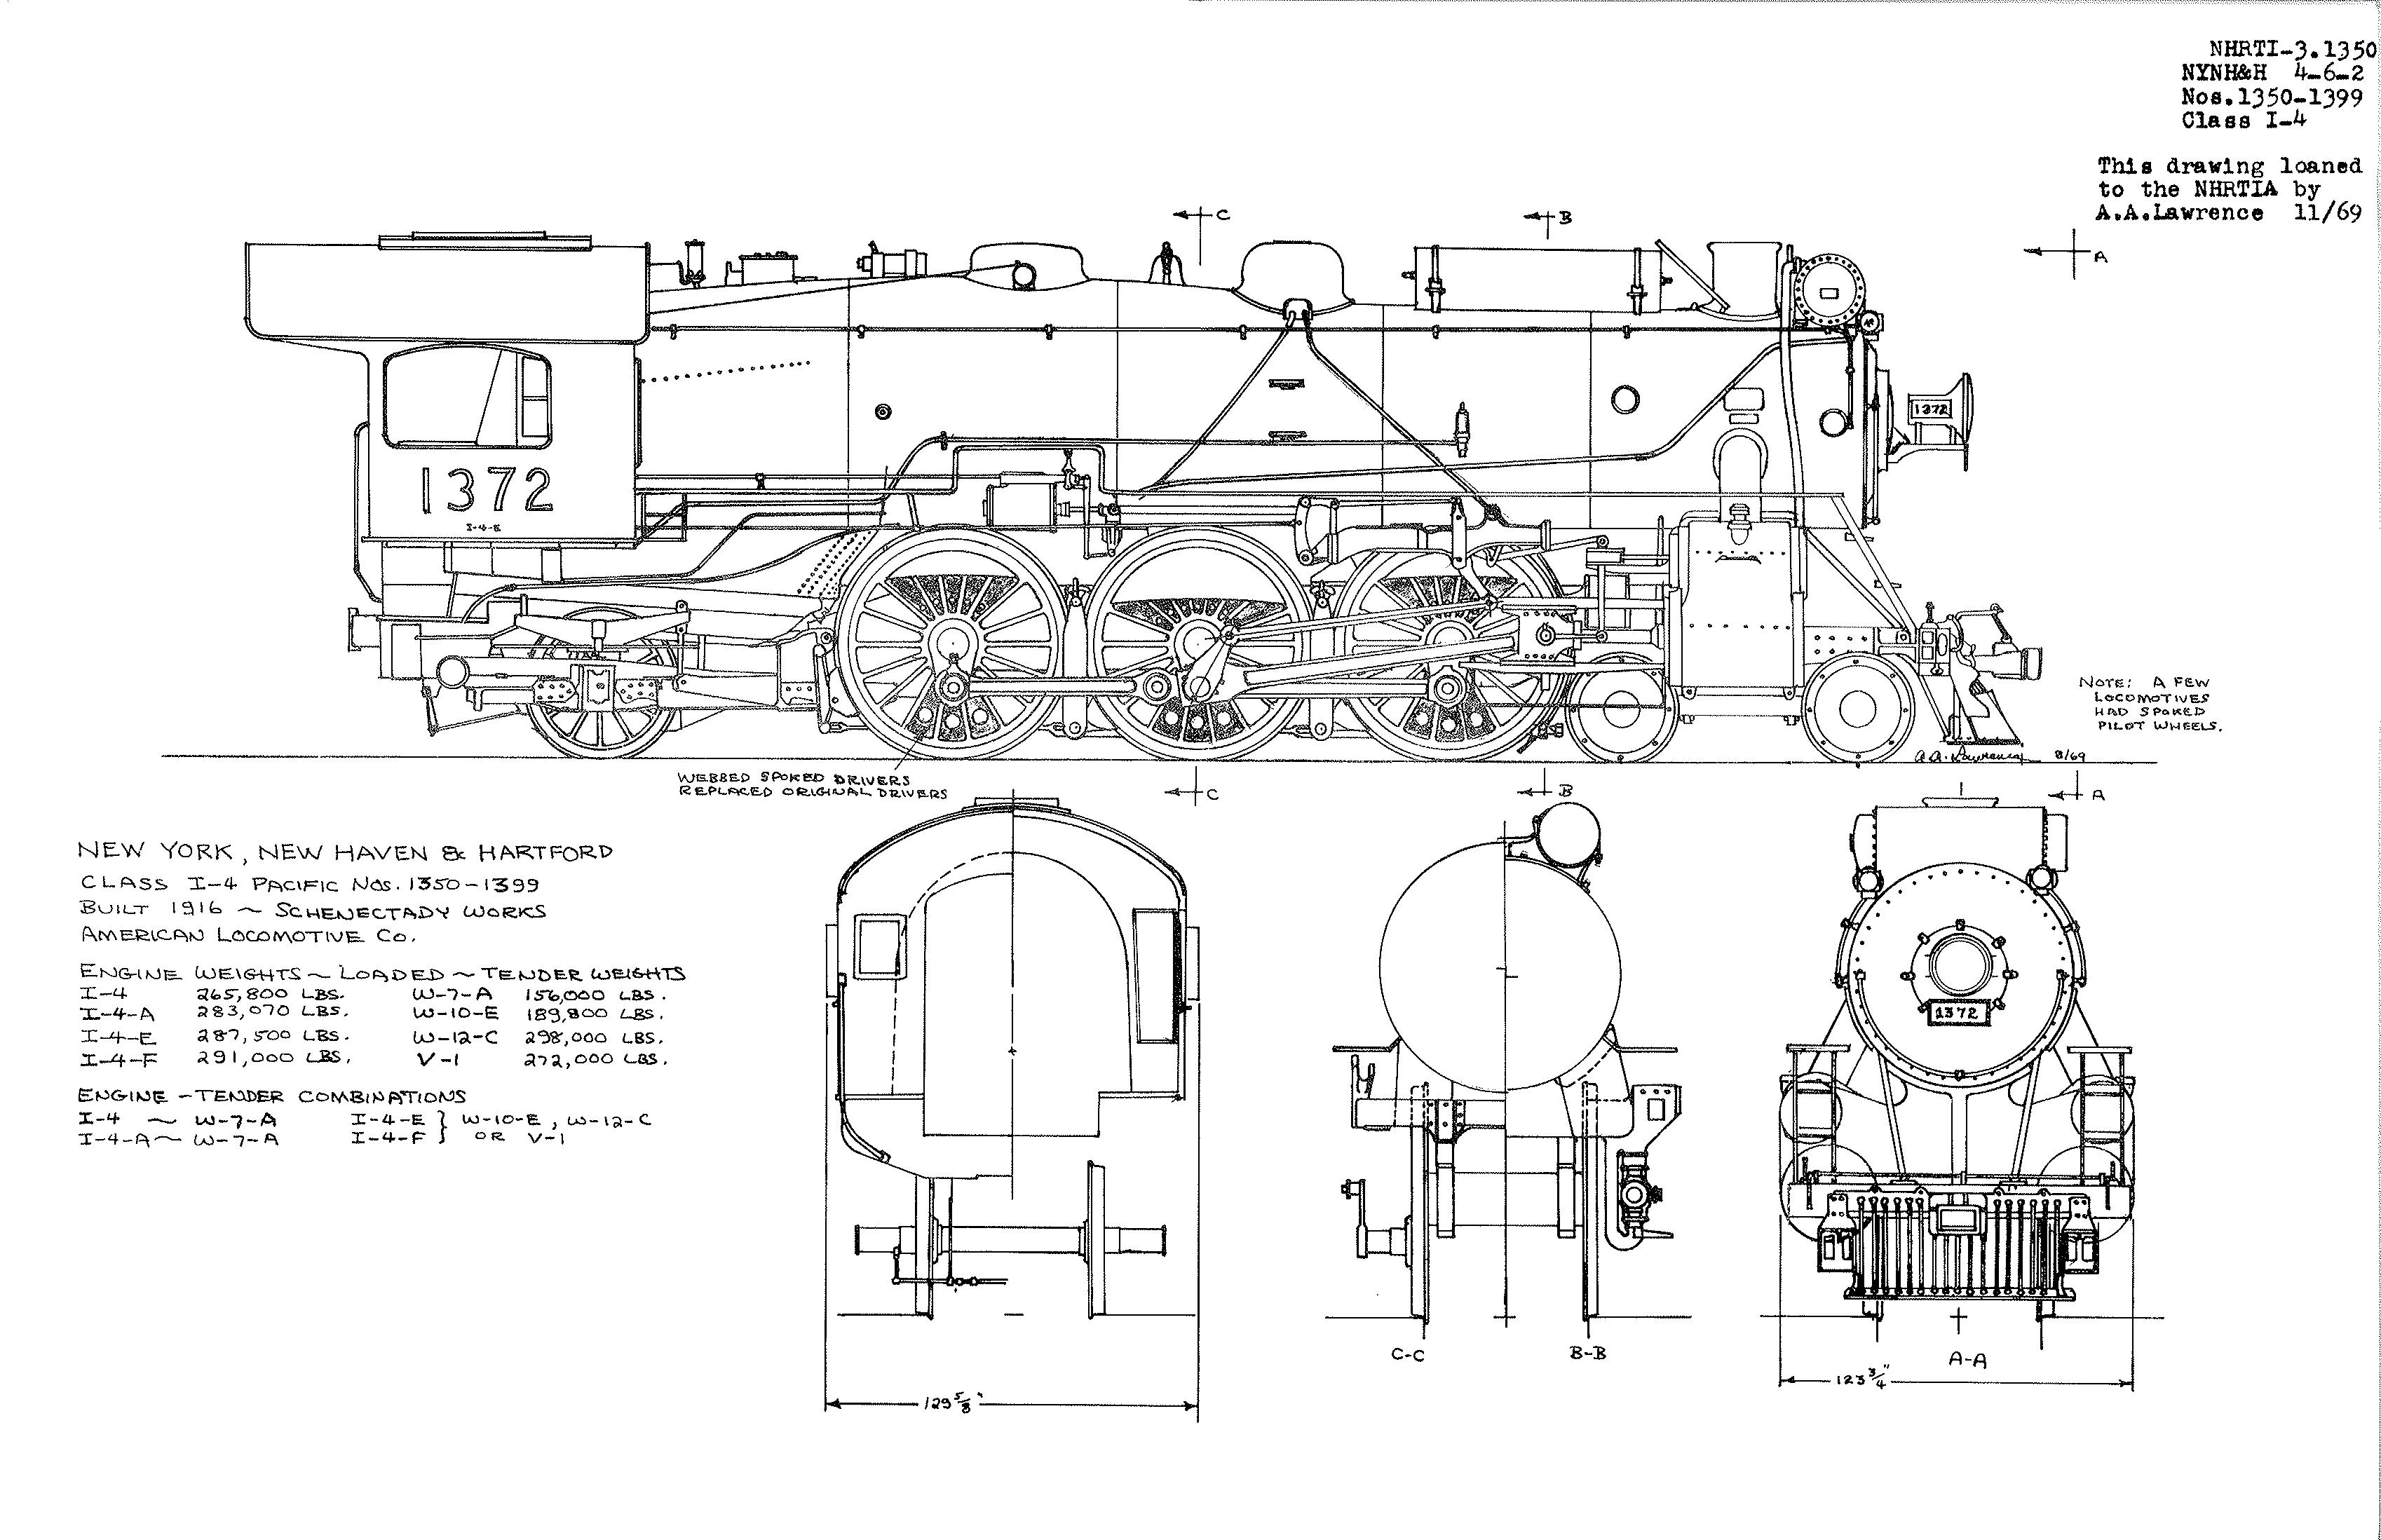 NHRTI-3.1350
NYNH&H 4-6-2
Nos.1350-1399
Class I-4
This drawing loaned
to the NHRTIA by
A.A.Lawrence 11/69
C
B
A
1372
1372
I-4-E
NOTE: A FEW
LOCOMOTIVES
HAD SPOKED
PILOT WHEELS.
A.A. Lawrence 8/69
WEBBED SPOKED DRIVERS
REPLACED ORIGINAL DRIVERS
C
B
A
NEW YORK, NEW HAVEN & HARTFORD
CLASS I-4 PACIFIC NOS. 1350-1399
BUILT 1916 ~ SCHENECTADY WORKS
AMERICAN LOCOMOTIVE CO.
ENGINE WEIGHTS ~ LOADED ~ TENDER WEIGHTS
I-4 265,800 LBS. W-7-A 156,000 LBS.
I-4-A 283,070 LBS. W-10-E 189,800 LBS.
I-4-E 287,500 LBS. W-12-C 298,000 LBS.
I-4-F 291,000 LBS. V-1 272,000 LBS.
ENGINE-TENDER COMBINATIONS
I-4 ~ W-7-A I-4-E } W-10-E, W-12-C
I-4-A ~ W-7-A I-4-F } OR V-1
1372
C-C
B-B
A-A
129 5/8"
123 3/4"